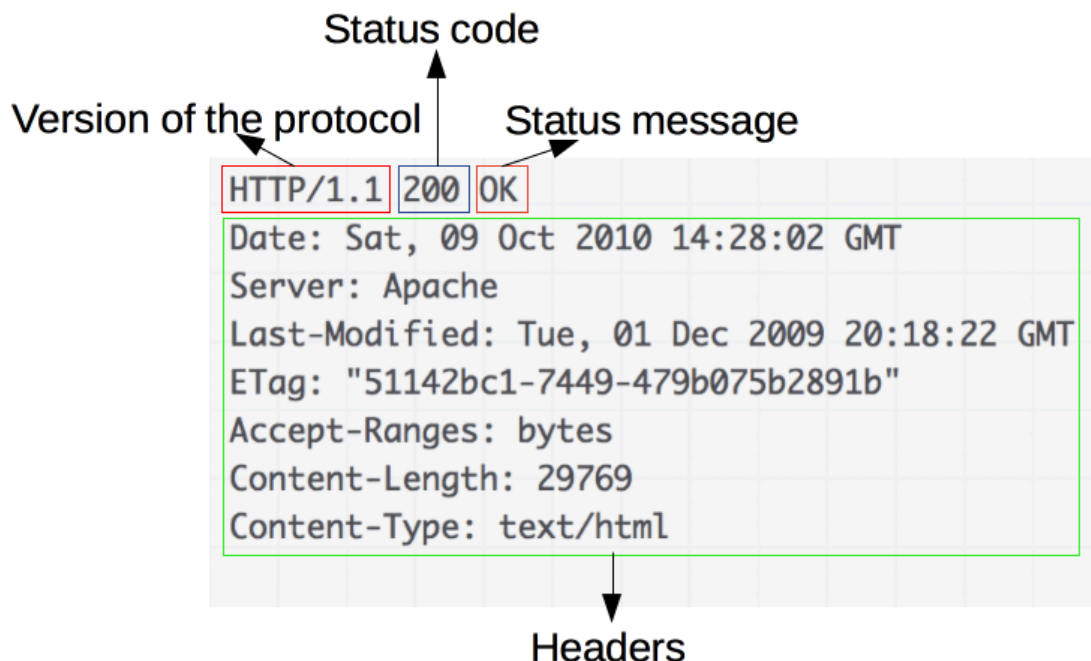 Status code
Version of the protocol
Status message
HTTP/1.1 200 OK
Date: Sat, 09 Oct 2010 14:28:02 GMT
Server: Apache
Last-Modified: Tue, 01 Dec 2009 20:18:22 GMT
ETag: "51142bc1-7449-479b075b2891b"
Accept-Ranges: bytes
Content-Length: 29769
Content-Type: text/html
Headers